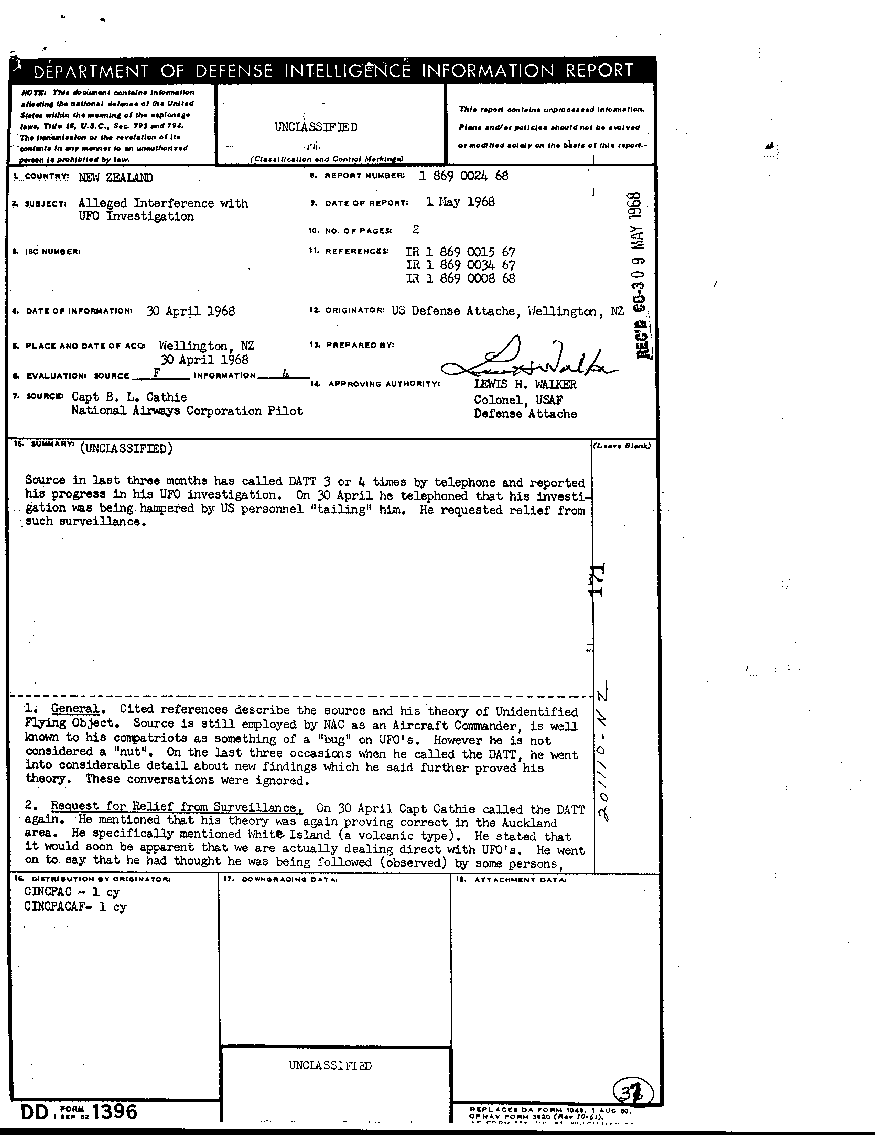 DEPARTMENT OF DEFENSE INTELLIGENCE INFORMATION REPORT
NOTE: This document contains information
affecting the national defense of the United
States within the meaning of the espionage
laws, Title 18, U.S.C., Sec. 793 and 794.
The transmission or the revelation of its
contents in any manner to an unauthorized
person is prohibited by law.
UNCLASSIFIED
(Classification and Control Markings)
This report contains unprocessed information.
Plans and/or policies should not be evolved
or modified solely on the basis of this report.
1. COUNTRY: NEW ZEALAND
2. SUBJECT: Alleged Interference with
UFO Investigation
3. ISC NUMBER:
4. DATE OF INFORMATION: 30 April 1968
5. PLACE AND DATE OF ACQ: Wellington, NZ
30 April 1968
6. EVALUATION: SOURCE F INFORMATION 4
7. SOURCE: Capt B. L. Cathie
National Airways Corporation Pilot
8. REPORT NUMBER: 1 869 0024 68
9. DATE OF REPORT: 1 May 1968
10. NO. OF PAGES: 2
11. REFERENCES: IR 1 869 0015 67
IR 1 869 0034 67
IR 1 869 0008 68
12. ORIGINATOR: US Defense Attache, Wellington, NZ
13. PREPARED BY:
14. APPROVING AUTHORITY: LEWIS H. WALKER
Colonel, USAF
Defense Attache
REC'D CO-3 0 9 MAY 1968
15. SUMMARY: (UNCLASSIFIED)
(Leave Blank)
Source in last three months has called DATT 3 or 4 times by telephone and reported
his progress in his UFO investigation. On 30 April he telephoned that his investi-
gation was being hampered by US personnel "tailing" him. He requested relief from
such surveillance.
171
1. General. Cited references describe the source and his theory of Unidentified
Flying Object. Source is still employed by NAC as an Aircraft Commander, is well
known to his compatriots as something of a "bug" on UFO's. However he is not
considered a "nut". On the last three occasions when he called the DATT, he went
into considerable detail about new findings which he said further proved his
theory. These conversations were ignored.
2. Request for Relief from Surveillance. On 30 April Capt Cathie called the DATT
again. He mentioned that his theory was again proving correct in the Auckland
area. He specifically mentioned White Island (a volcanic type). He stated that
it would soon be apparent that we are actually dealing direct with UFO's. He went
on to say that he had thought he was being followed (observed) by some persons,
16. DISTRIBUTION BY ORIGINATOR:
CINCPAC - 1 cy
CINCPACAF- 1 cy
17. DOWNGRADING DATA:
18. ATTACHMENT DATA:
UNCLASSIFIED
DD FORM 1396
SEP 62
REPLACES DA FORM 1048, 1 AUG 60.
OPNAV FORM 3820 (Rev 10-61).